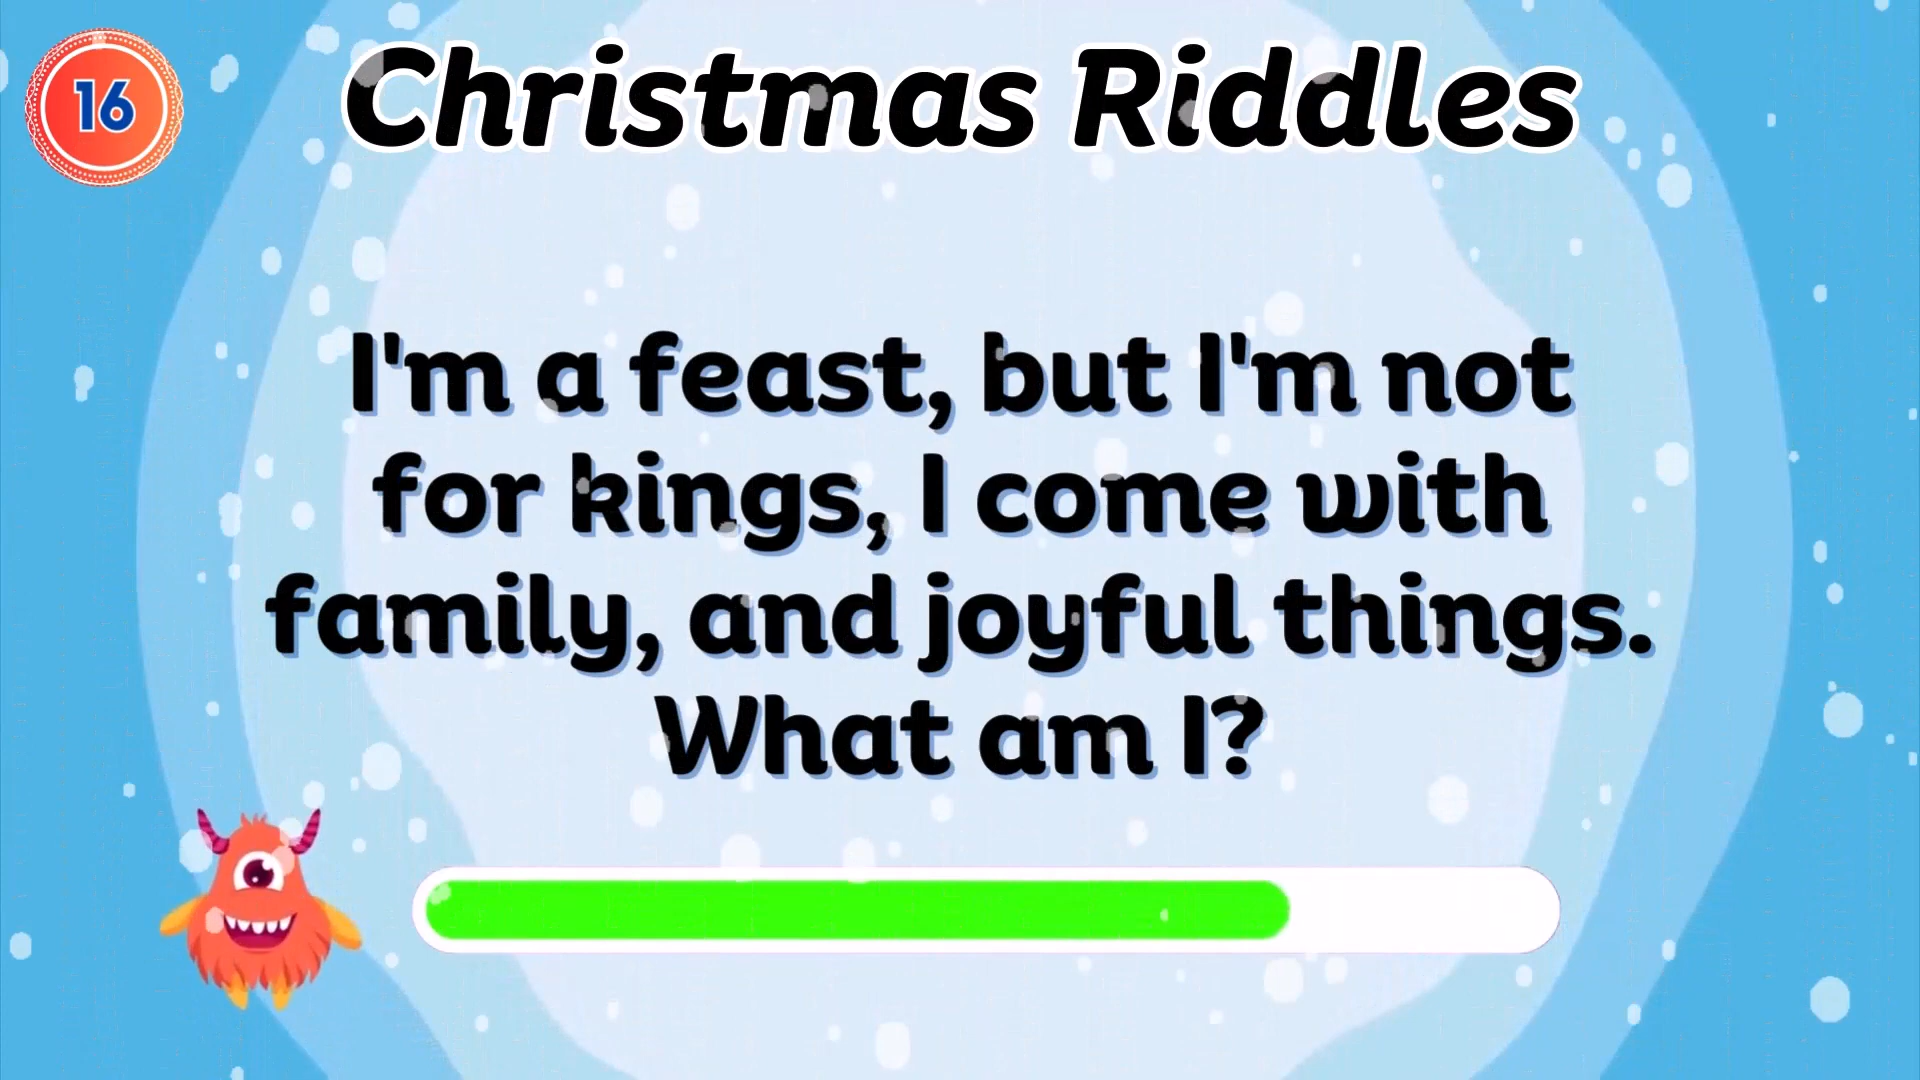 16
Christmas Riddles
I'm a feast, but I'm not
for kings, I come with
family, and joyful things.
What am I?